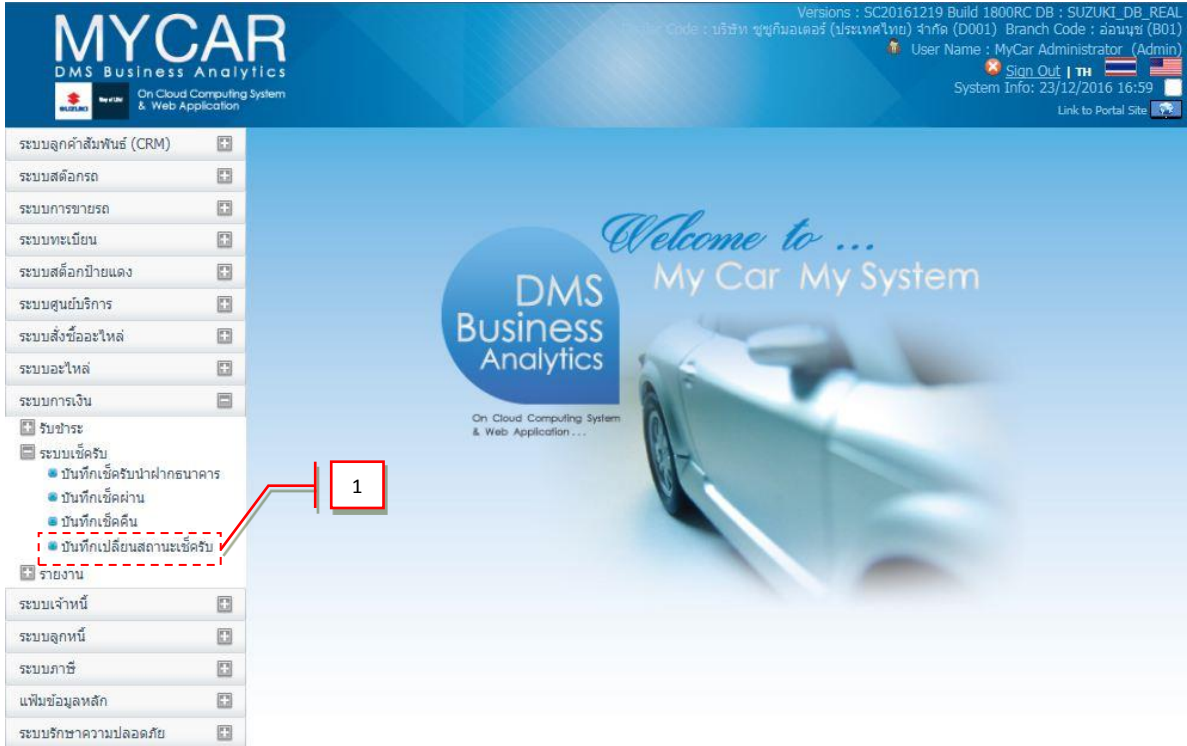 MYCAR
DMS Business Analytics
SUZUKI
Way of Life!
On Cloud Computing System
& Web Application
Versions : SC20161219 Build 1800RC DB : SUZUKI_DB_REAL
Code : บริษัท ซูซูกิมอเตอร์ (ประเทศไทย) จำกัด (D001) Branch Code : อ่อนนุช (B01)
User Name : MyCar Administrator (Admin)
Sign Out | TH
System Info: 23/12/2016 16:59
Link to Portal Site
ระบบลูกค้าสัมพันธ์ (CRM)
ระบบสต๊อกรถ
ระบบการขายรถ
ระบบทะเบียน
ระบบสต็อกป้ายแดง
ระบบศูนย์บริการ
ระบบสั่งซื้ออะไหล่
ระบบอะไหล่
ระบบการเงิน
รับชำระ
ระบบเช็ครับ
บันทึกเช็ครับนำฝากธนาคาร
บันทึกเช็คผ่าน
บันทึกเช็คคืน
บันทึกเปลี่ยนสถานะเช็ครับ
รายงาน
ระบบเจ้าหนี้
ระบบลูกหนี้
ระบบภาษี
แฟ้มข้อมูลหลัก
ระบบรักษาความปลอดภัย
1
Welcome to ...
My Car My System
DMS
Business
Analytics
On Cloud Computing System
& Web Application . . .